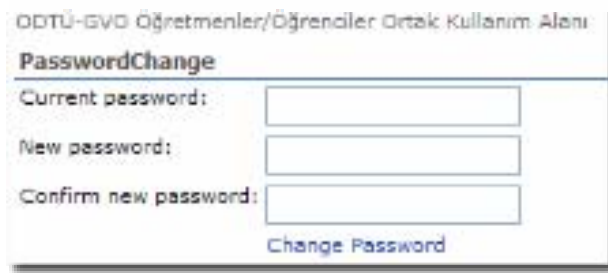 ODTÜ-GVO Öğretmenler/Öğrenciler Ortak Kullanım Alanı
PasswordChange
Current password:
New password:
Confirm new password:
Change Password